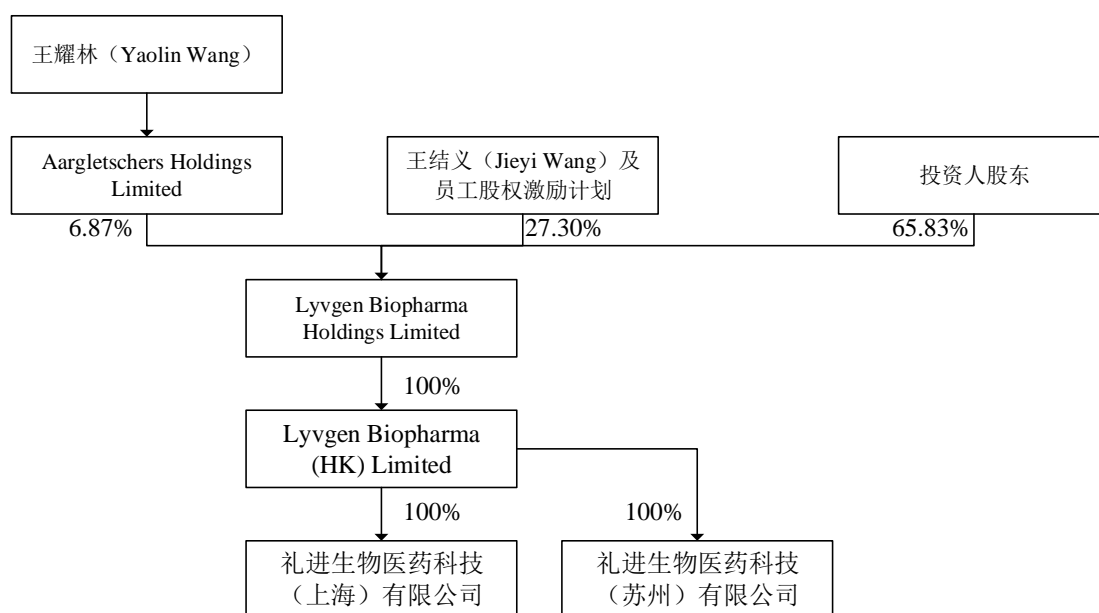 王耀林（Yaolin Wang）
Aargletschers Holdings
Limited
王结义（Jieyi Wang）及
员工股权激励计划
投资人股东
6.87%
27.30%
65.83%
Lyvgen Biopharma
Holdings Limited
100%
Lyvgen Biopharma
(HK) Limited
100%
100%
礼进生物医药科技
（上海）有限公司
礼进生物医药科技
（苏州）有限公司